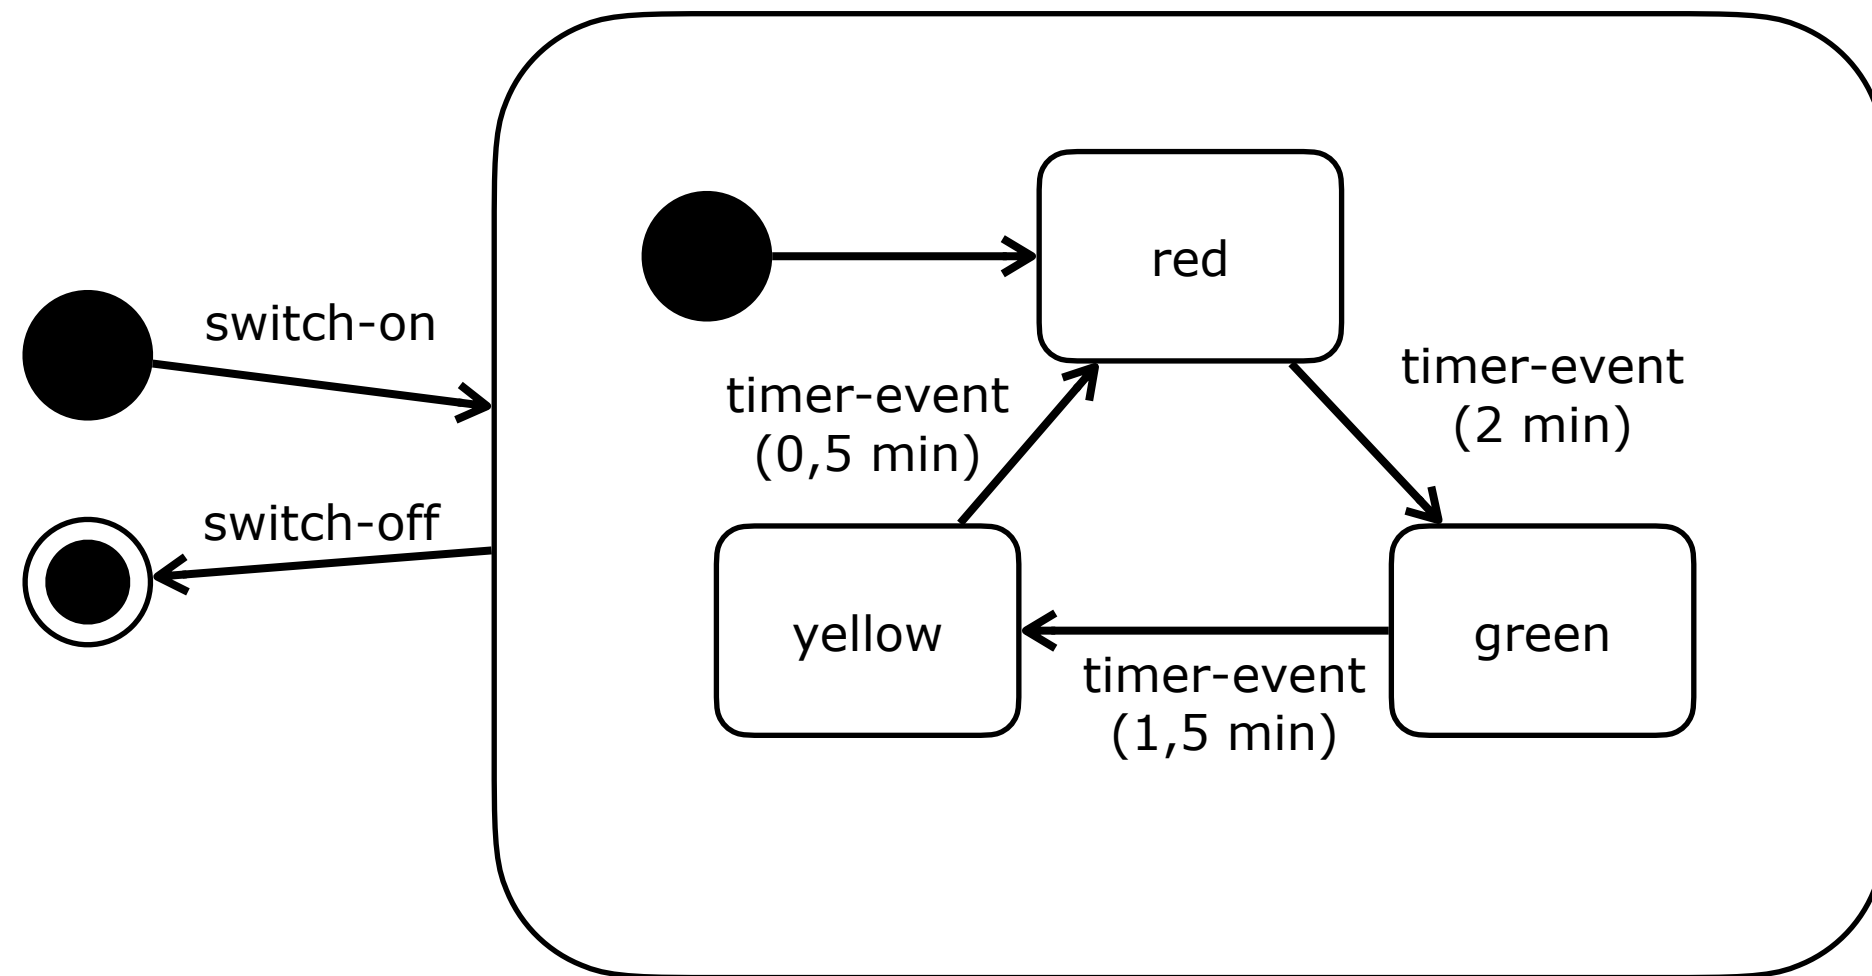 switch-on
switch-off
red
timer-event
(2 min)
timer-event
(0,5 min)
yellow
green
timer-event
(1,5 min)